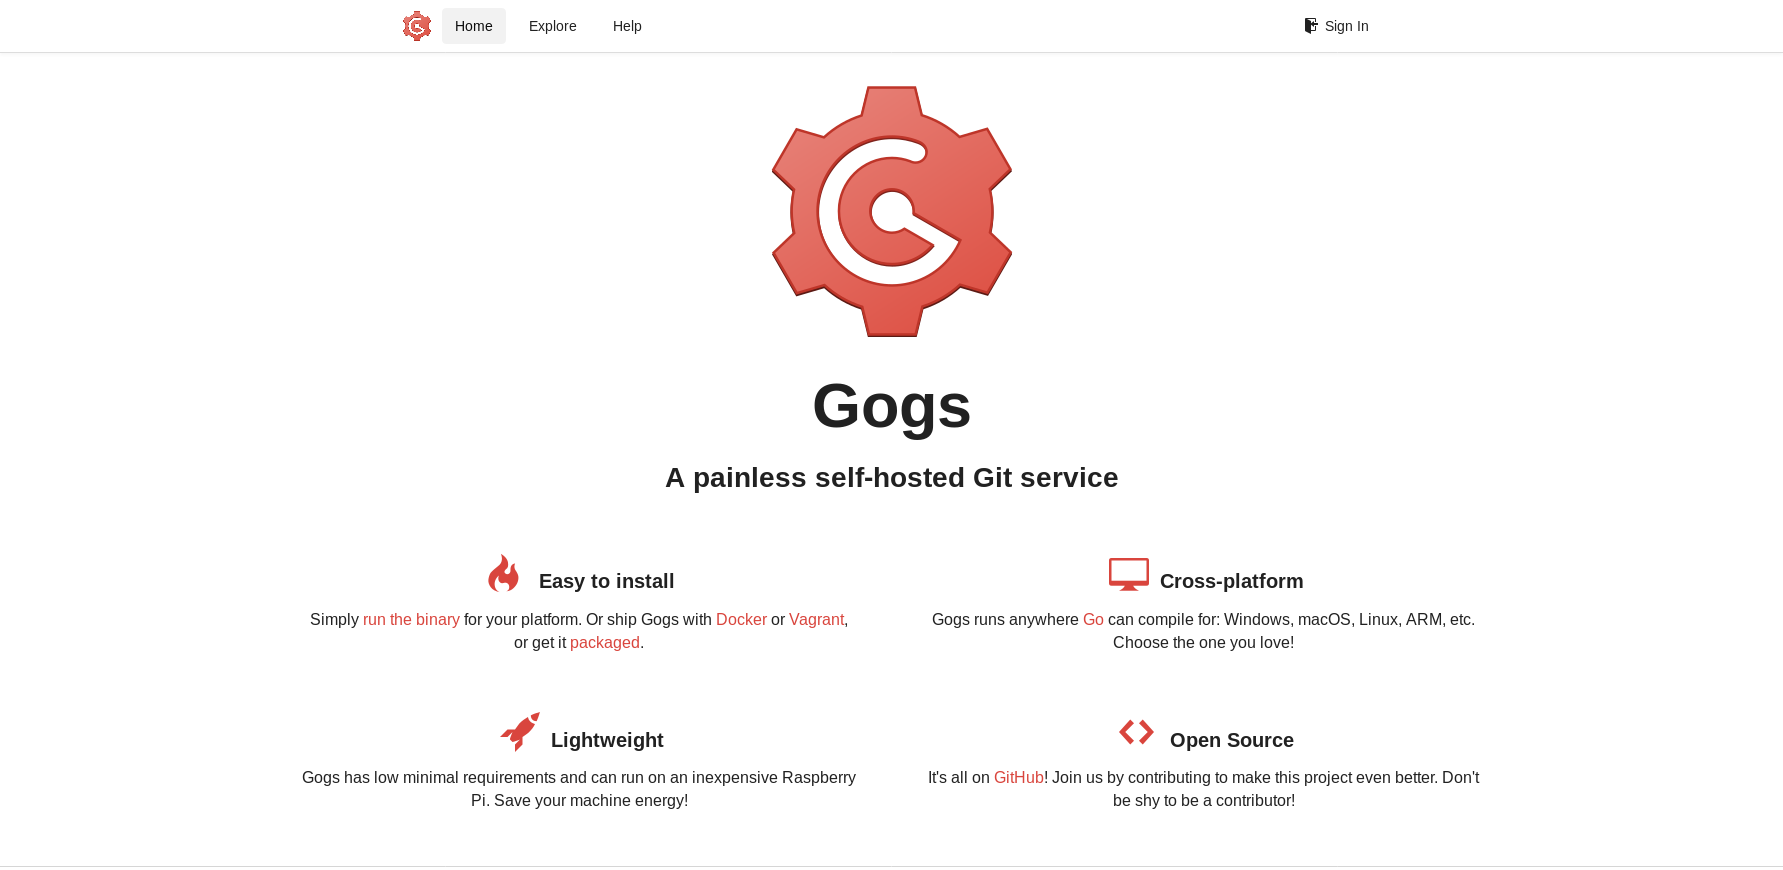 Home Explore Help Sign In
Gogs
A painless self-hosted Git service
Easy to install
Simply run the binary for your platform. Or ship Gogs with Docker or Vagrant,
or get it packaged.
Cross-platform
Gogs runs anywhere Go can compile for: Windows, macOS, Linux, ARM, etc.
Choose the one you love!
Lightweight
Gogs has low minimal requirements and can run on an inexpensive Raspberry
Pi. Save your machine energy!
Open Source
It's all on GitHub! Join us by contributing to make this project even better. Don't
be shy to be a contributor!